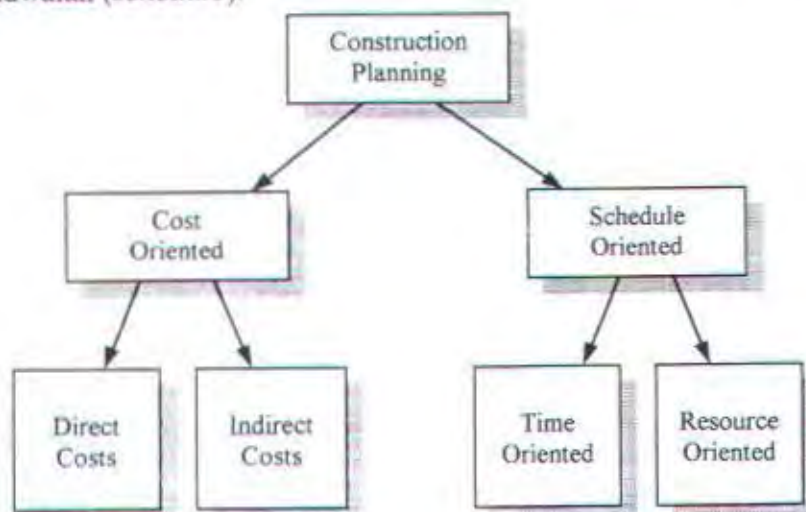 Construction
Planning
Cost
Oriented
Schedule
Oriented
Direct
Costs
Indirect
Costs
Time
Oriented
Resource
Oriented